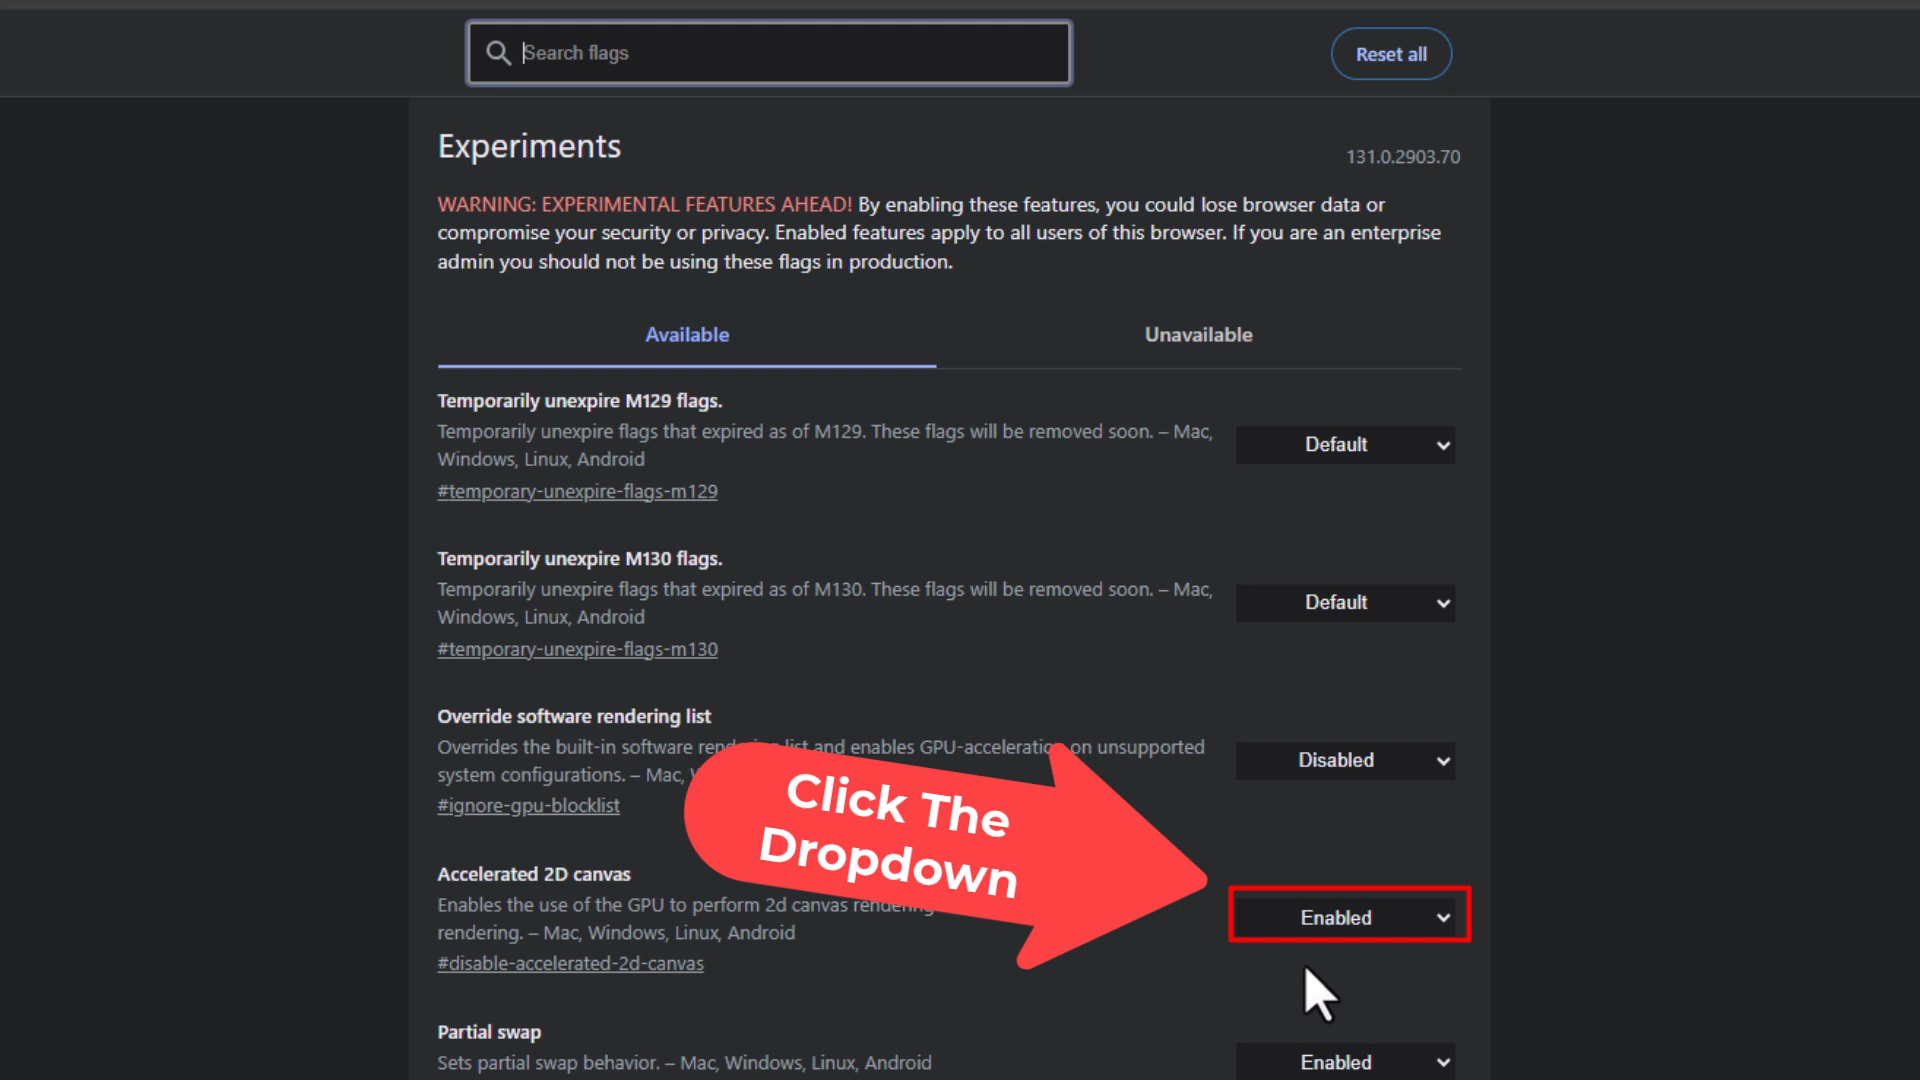 Search flags
Reset all
Experiments
131.0.2903.70
WARNING: EXPERIMENTAL FEATURES AHEAD! By enabling these features, you could lose browser data or
compromise your security or privacy. Enabled features apply to all users of this browser. If you are an enterprise
admin you should not be using these flags in production.
Available
Unavailable
Temporarily unexpire M129 flags.
Temporarily unexpire flags that expired as of M129. These flags will be removed soon. – Mac,
Windows, Linux, Android
#temporary-unexpire-flags-m129
Default
Temporarily unexpire M130 flags.
Temporarily unexpire flags that expired as of M130. These flags will be removed soon. – Mac,
Windows, Linux, Android
#temporary-unexpire-flags-m130
Default
Override software rendering list
Overrides the built-in software rendering list and enables GPU-acceleration on unsupported
system configurations. – Mac,
#ignore-gpu-blocklist
Disabled
Click The
Dropdown
Accelerated 2D canvas
Enables the use of the GPU to perform 2d canvas rendering
rendering. – Mac, Windows, Linux, Android
#disable-accelerated-2d-canvas
Enabled
Partial swap
Sets partial swap behavior. – Mac, Windows, Linux, Android
Enabled